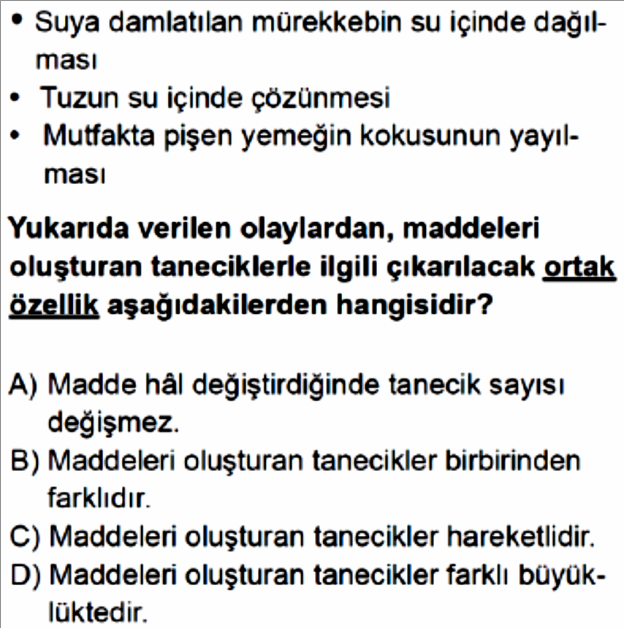 • Suya damlatılan mürekkebin su içinde dağıl-
ması
• Tuzun su içinde çözünmesi
• Mutfakta pişen yemeğin kokusunun yayıl-
ması
Yukarıda verilen olaylardan, maddeleri
oluşturan taneciklerle ilgili çıkarılacak ortak
özellik aşağıdakilerden hangisidir?
A) Madde hâl değiştirdiğinde tanecik sayısı
değişmez.
B) Maddeleri oluşturan tanecikler birbirinden
farklıdır.
C) Maddeleri oluşturan tanecikler hareketlidir.
D) Maddeleri oluşturan tanecikler farklı büyük-
lüktedir.